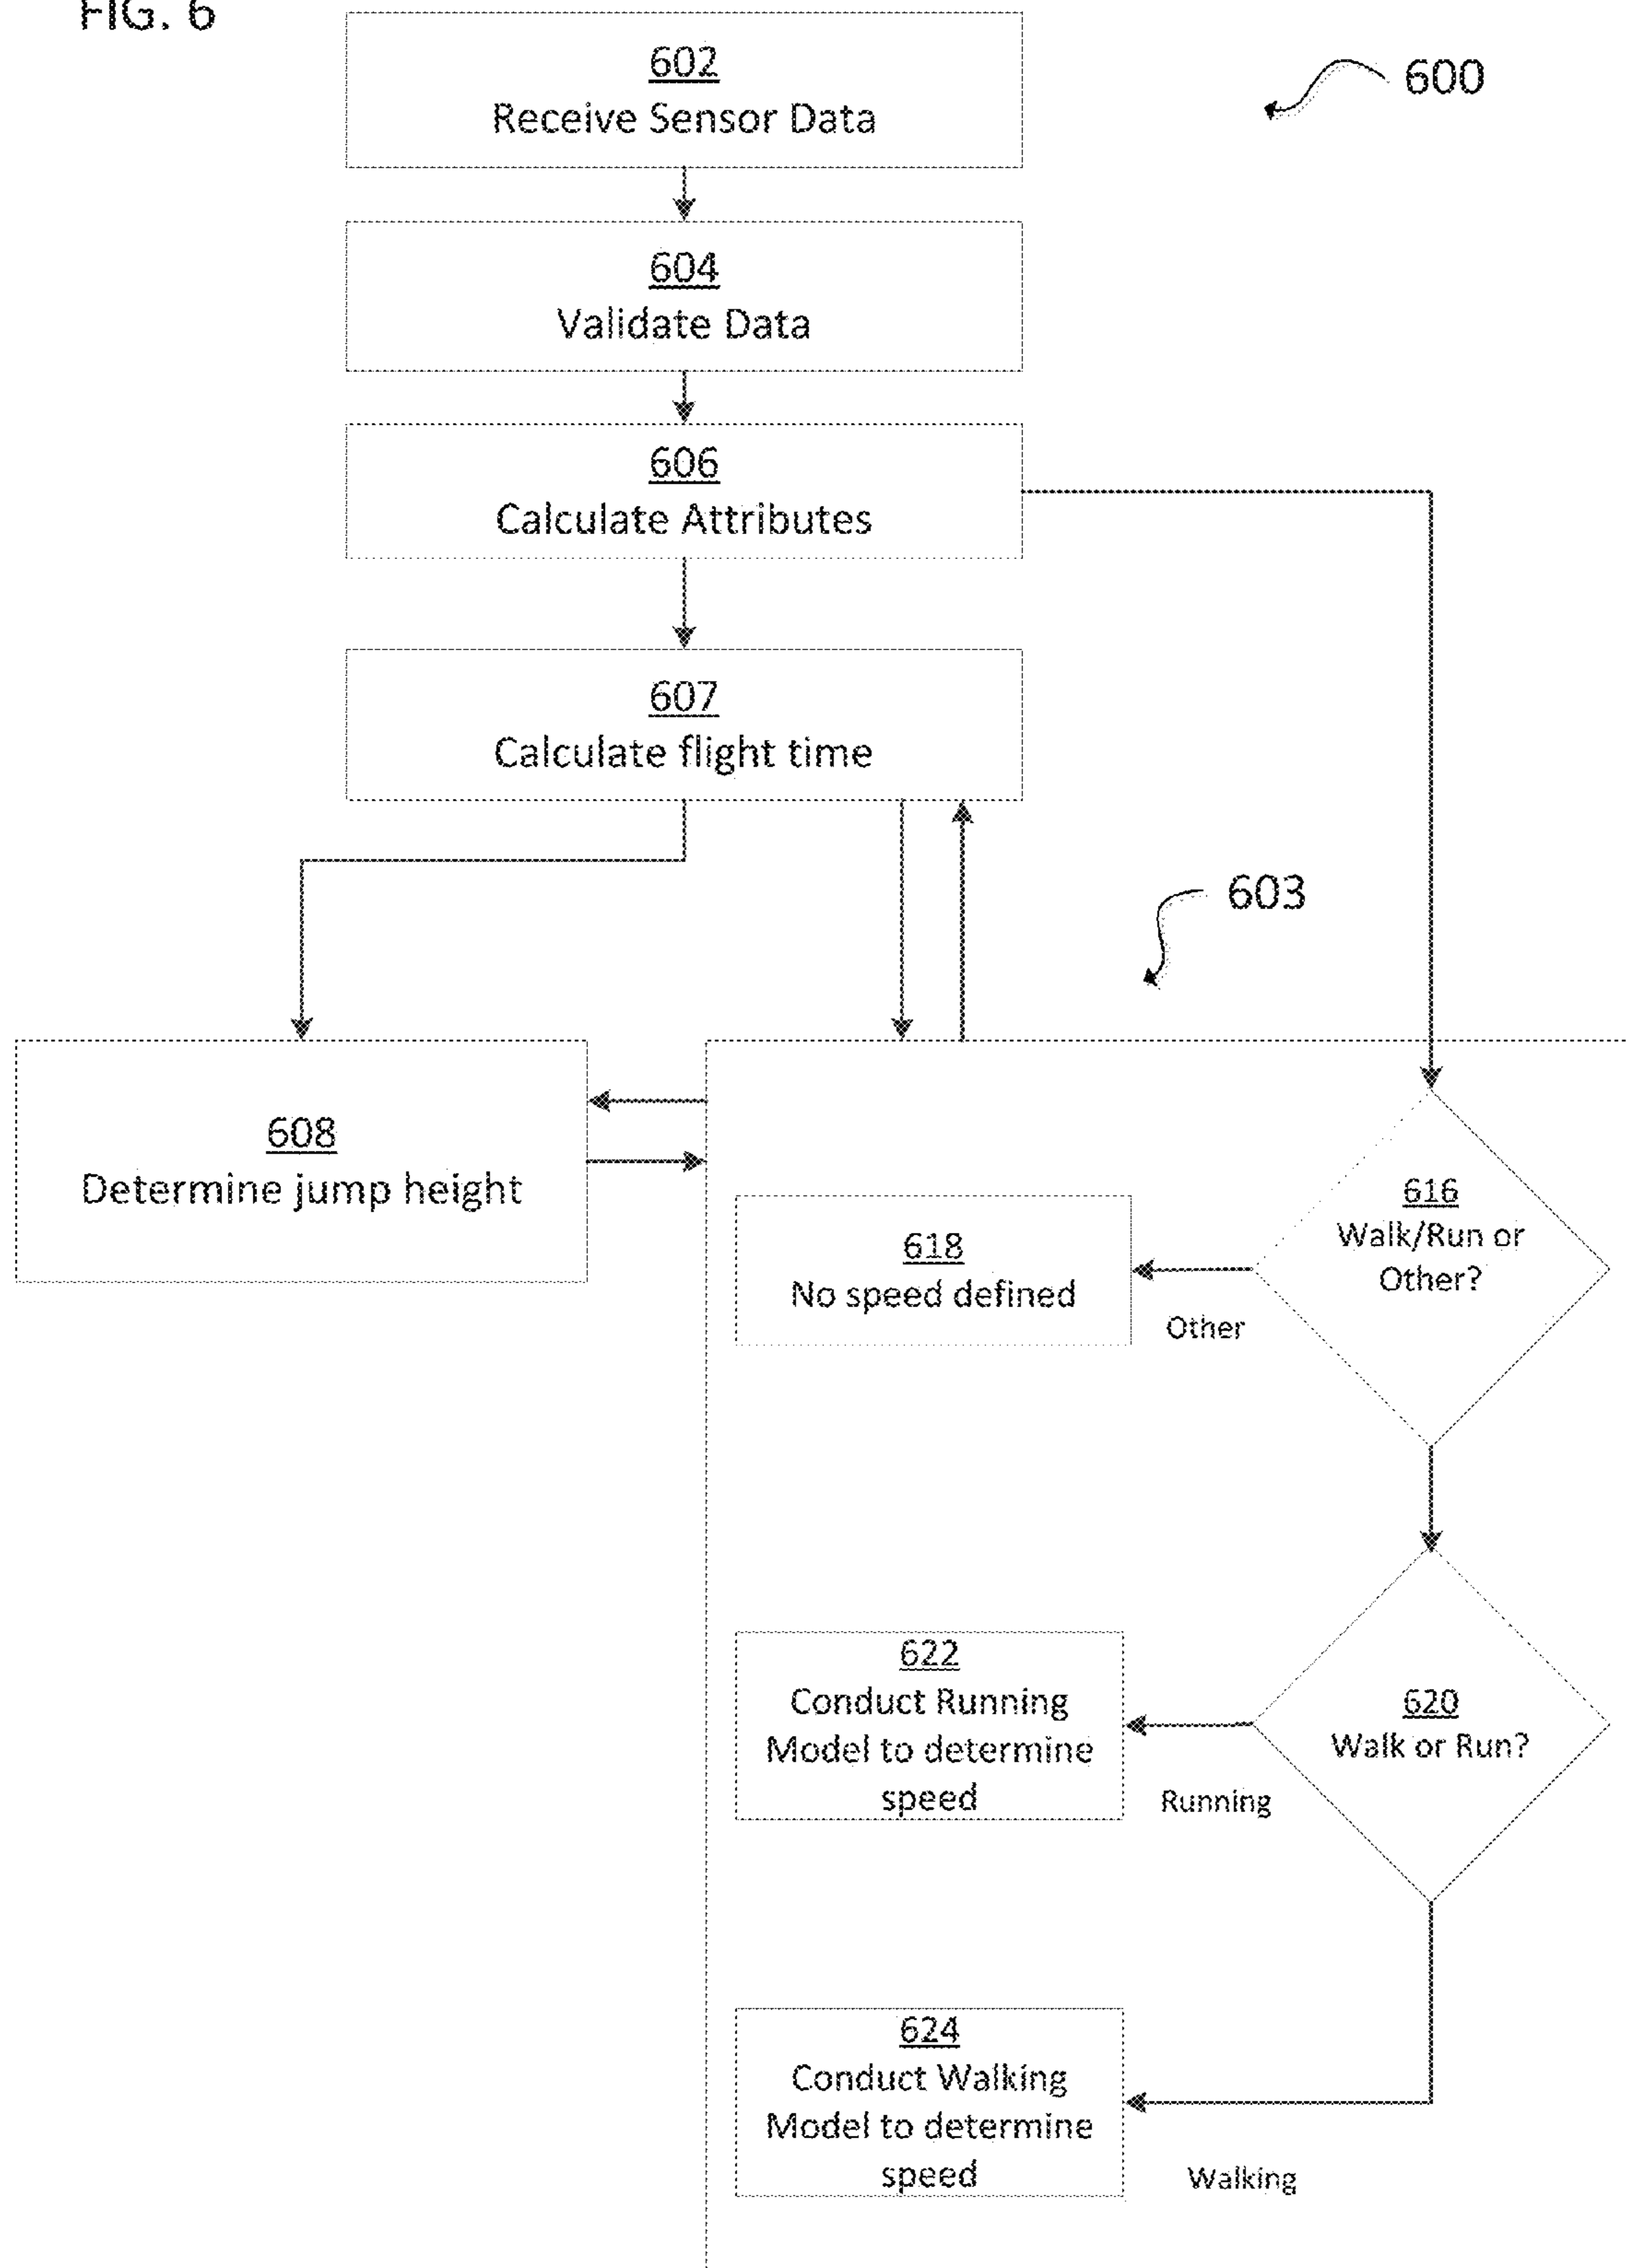 FIG. 6
600
602
Receive Sensor Data
604
Validate Data
606
Calculate Attributes
607
Calculate flight time
603
608
Determine jump height
616
Walk/Run or
Other?
618
No speed defined
Other
620
Walk or Run?
622
Conduct Running
Model to determine
speed
Running
624
Conduct Walking
Model to determine
speed
Walking